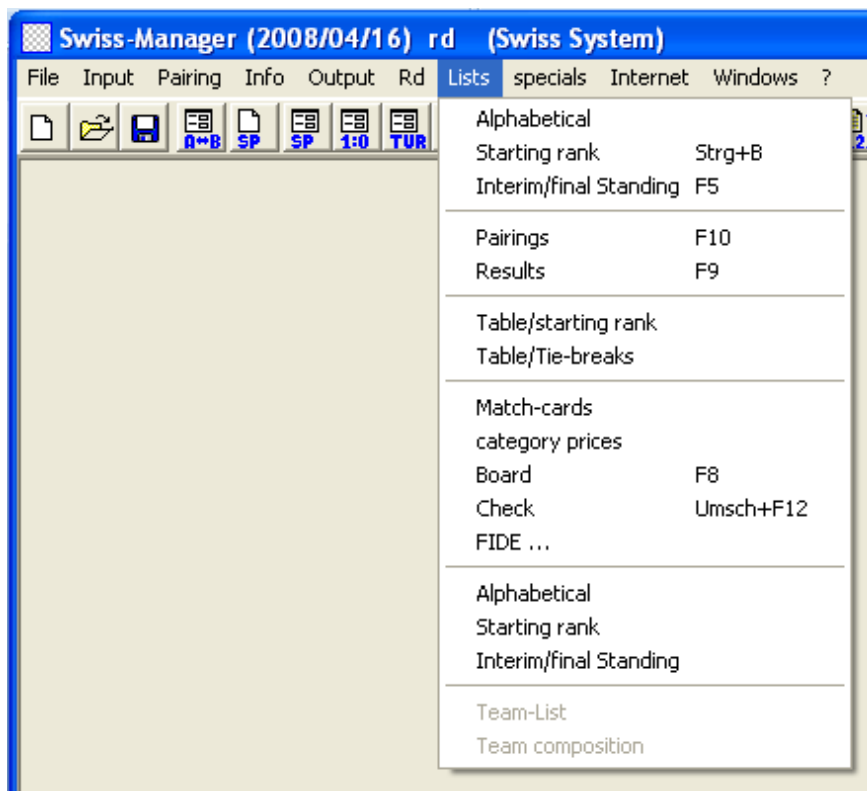 Swiss-Manager (2008/04/16) rd (Swiss System)
File Input Pairing Info Output Rd Lists specials Internet Windows ?
A↔B SP SP 1:0 TUR
Alphabetical
Starting rank Strg+B
Interim/final Standing F5
Pairings F10
Results F9
Table/starting rank
Table/Tie-breaks
Match-cards
category prices
Board F8
Check Umsch+F12
FIDE ...
Alphabetical
Starting rank
Interim/final Standing
Team-List
Team composition